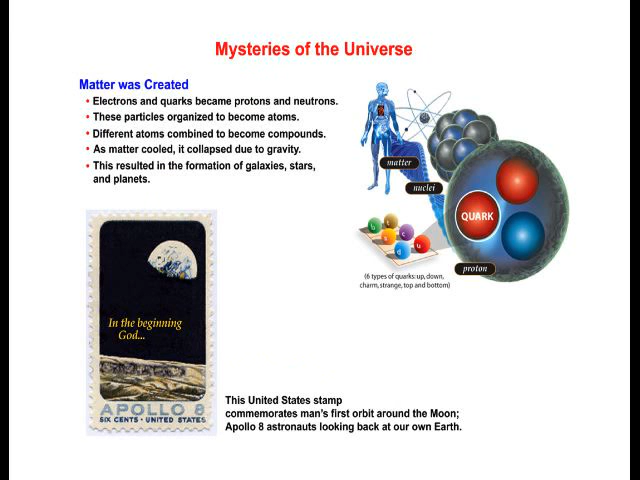 Mysteries of the Universe
Matter was Created
• Electrons and quarks became protons and neutrons.
• These particles organized to become atoms.
• Different atoms combined to become compounds.
• As matter cooled, it collapsed due to gravity.
• This resulted in the formation of galaxies, stars,
and planets.
matter
nuclei
QUARK
proton
b
t
s
c
d
u
(6 types of quarks: up, down,
charm, strange, top and bottom)
In the beginning
God...
APOLLO 8
SIX CENTS · UNITED STATES
This United States stamp
commemorates man's first orbit around the Moon;
Apollo 8 astronauts looking back at our own Earth.